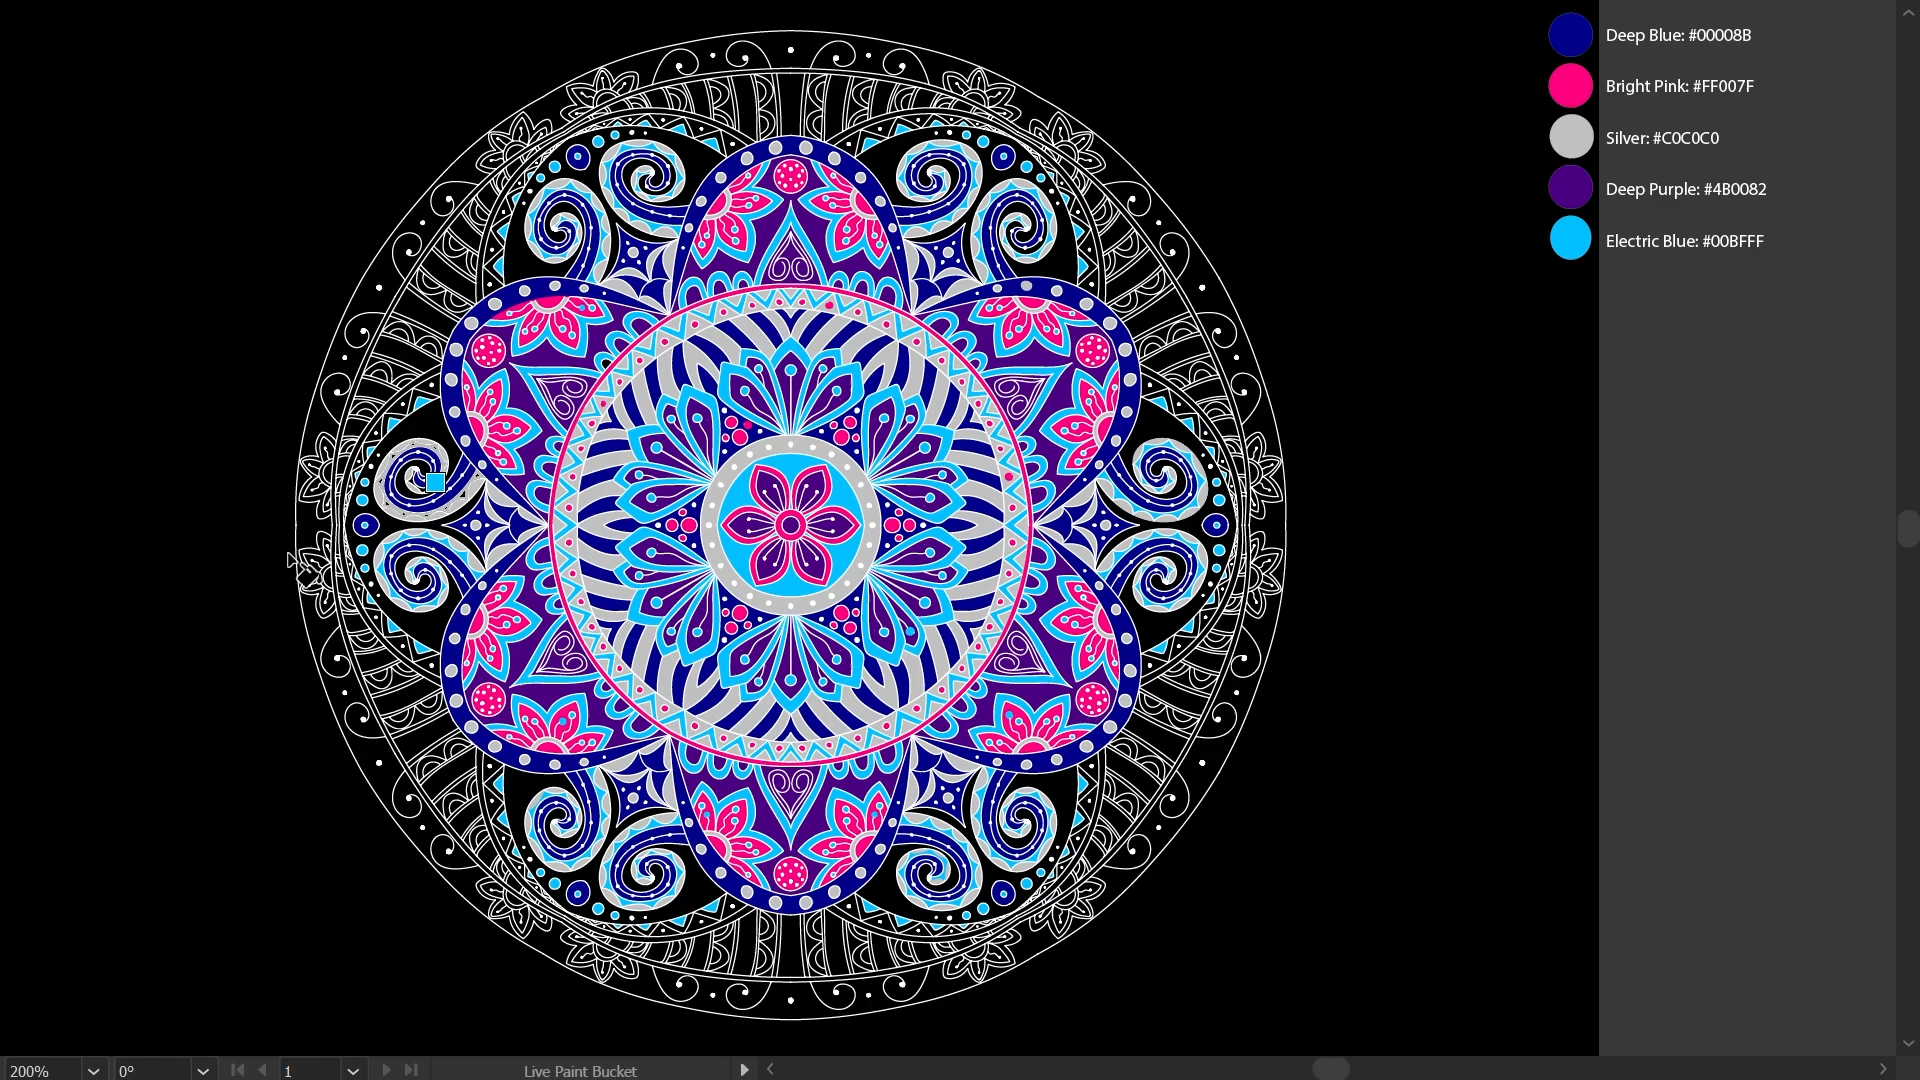 Deep Blue: #00008B
Bright Pink: #FF007F
Silver: #C0C0C0
Deep Purple: #4B0082
Electric Blue: #00BFFF
200%
0°
1
Live Paint Bucket